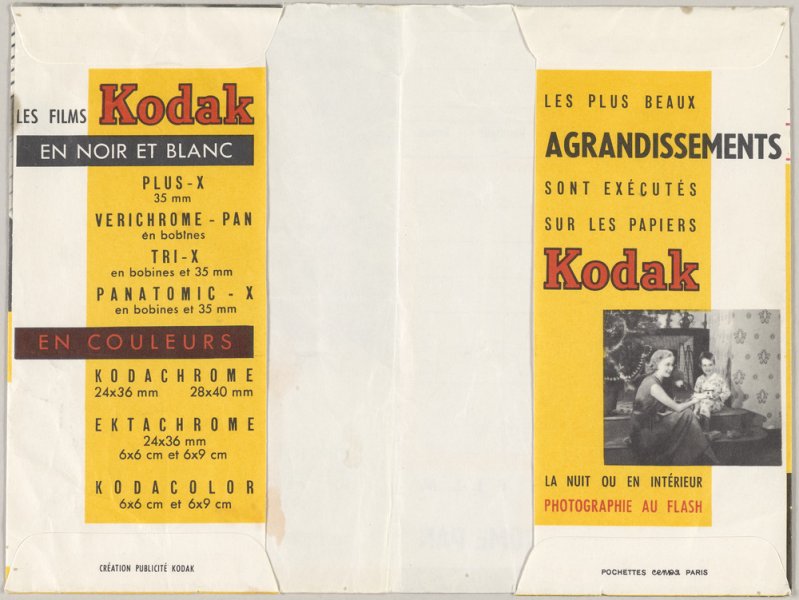 LES FILMS Kodak
EN NOIR ET BLANC
PLUS-X
35 mm
VERICHROME - PAN
en bobines
TRI-X
en bobines et 35 mm
PANATOMIC - X
en bobines et 35 mm
EN COULEURS
KODACHROME
24x36 mm 28x40 mm
EKTACHROME
24x36 mm
6x6 cm et 6x9 cm
KODACOLOR
6x6 cm et 6x9 cm
CRÉATION PUBLICITÉ KODAK
LES PLUS BEAUX
AGRANDISSEMENTS
SONT EXÉCUTÉS
SUR LES PAPIERS
Kodak
LA NUIT OU EN INTÉRIEUR
PHOTOGRAPHIE AU FLASH
POCHETTES cenpa PARIS